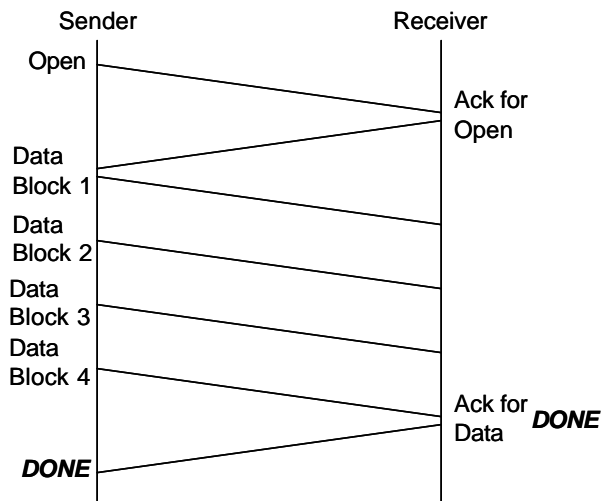 Sender
Receiver
Open
Ack for
Open
Data
Block 1
Data
Block 2
Data
Block 3
Data
Block 4
Ack for
Data
DONE
DONE